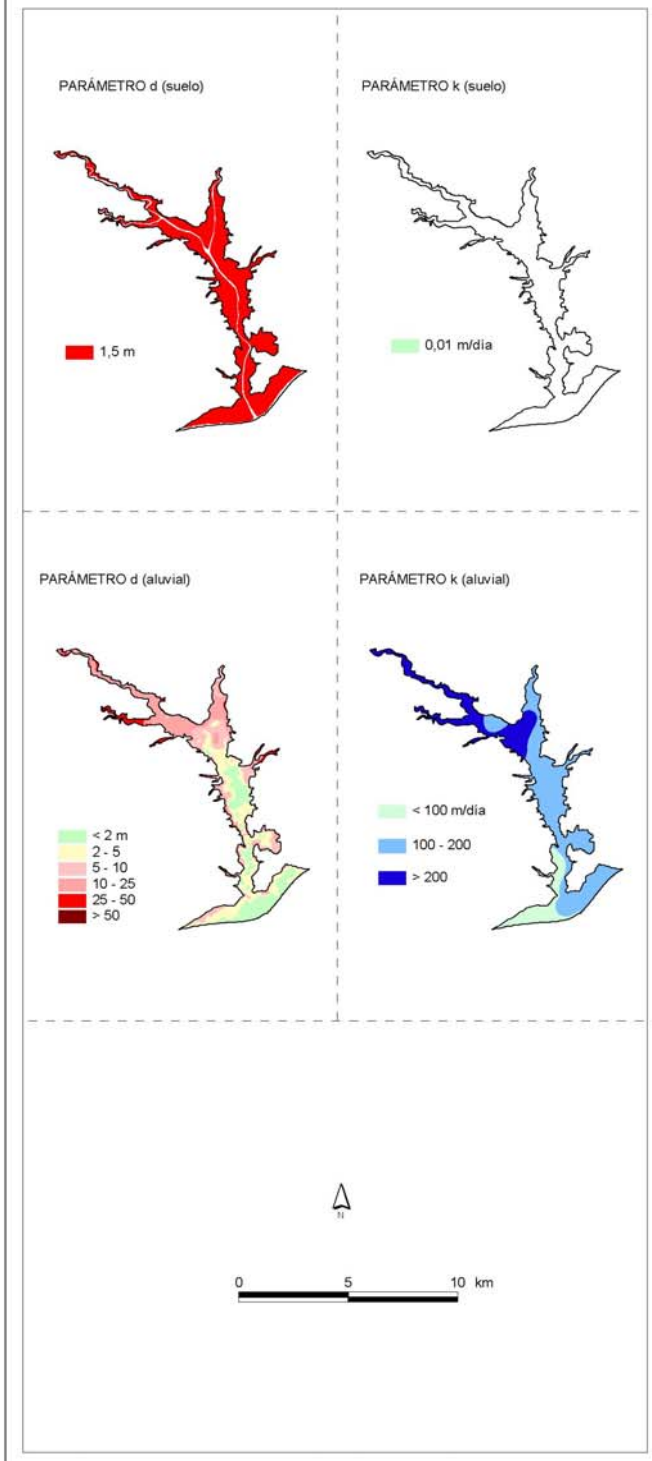 PARÁMETRO d (suelo)
PARÁMETRO k (suelo)
1,5 m
0,01 m/día
PARÁMETRO d (aluvial)
PARÁMETRO k (aluvial)
< 2 m
2 - 5
5 - 10
10 - 25
25 - 50
> 50
< 100 m/día
100 - 200
> 200
N
0 5 10 km